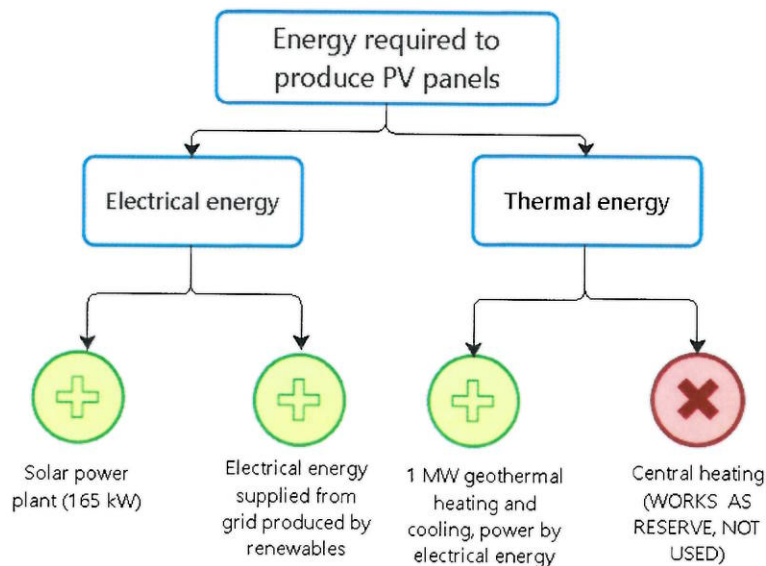 Energy required to
produce PV panels
Electrical energy
Thermal energy
Solar power
plant (165 kW)
Electrical energy
supplied from
grid produced by
renewables
1 MW geothermal
heating and
cooling, power by
electrical energy
Central heating
(WORKS AS
RESERVE, NOT
USED)